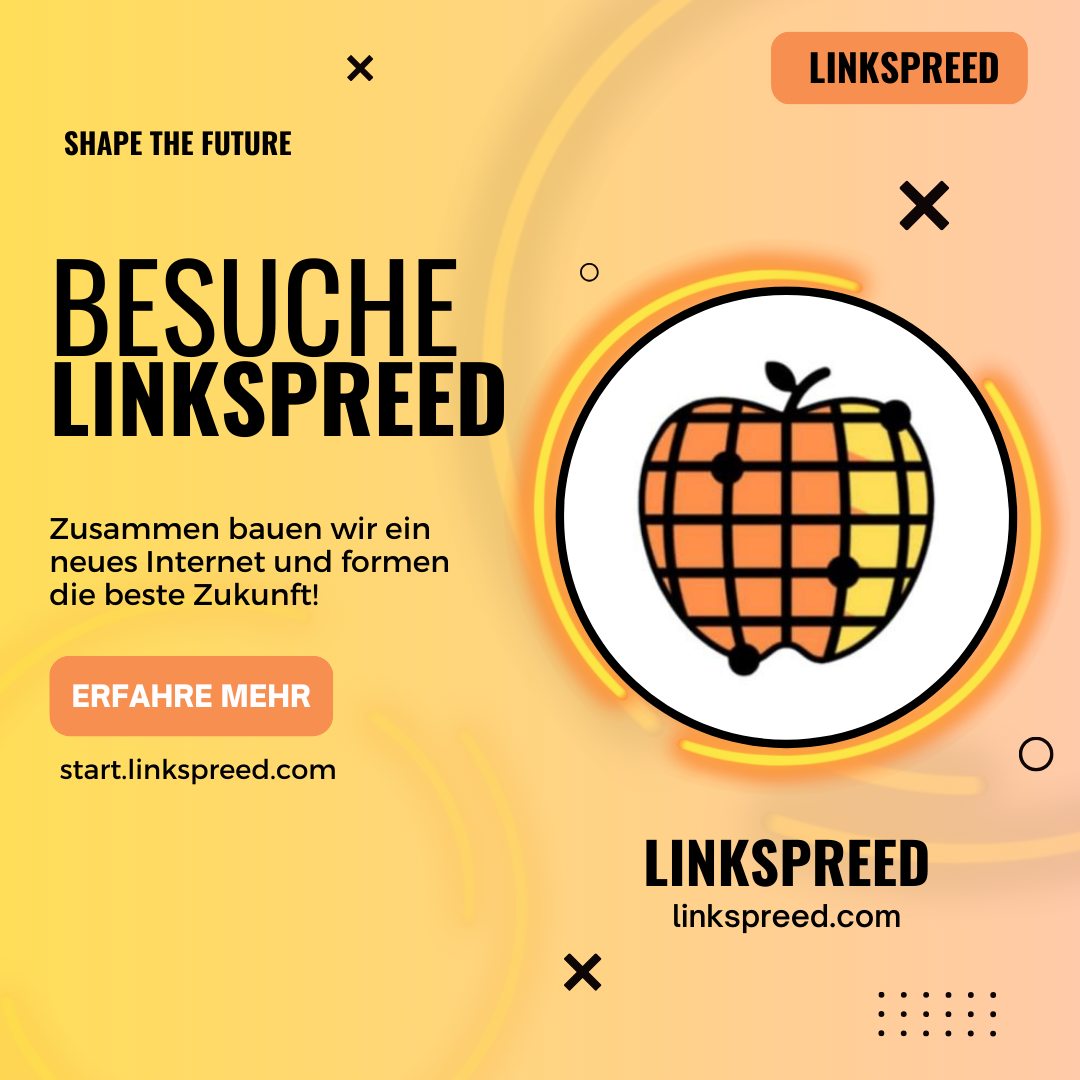 LINKSPREED
SHAPE THE FUTURE
BESUCHE
LINKSPREED
Zusammen bauen wir ein
neues Internet und formen
die beste Zukunft!
ERFAHRE MEHR
start.linkspreed.com
LINKSPREED
linkspreed.com